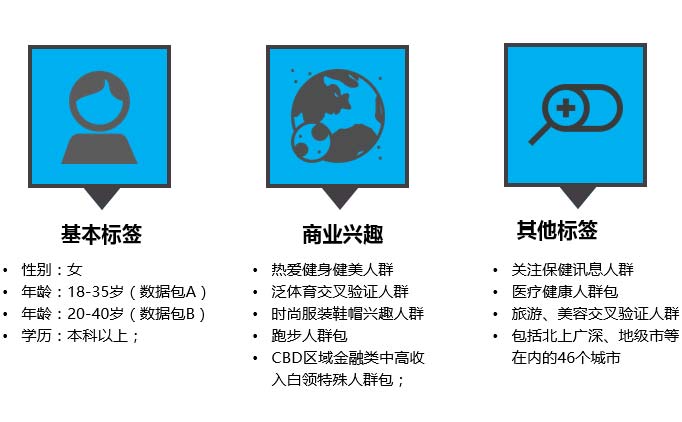 基本标签
• 性别：女
• 年龄：18-35岁（数据包A）
• 年龄：20-40岁（数据包B）
• 学历：本科以上；
商业兴趣
• 热爱健身健美人群
• 泛体育交叉验证人群
• 时尚服装鞋帽兴趣人群
• 跑步人群包
• CBD区域金融类中高收
入白领特殊人群包；
其他标签
• 关注保健讯息人群
• 医疗健康人群包
• 旅游、美容交叉验证人群
• 包括北上广深、地级市等
在内的46个城市